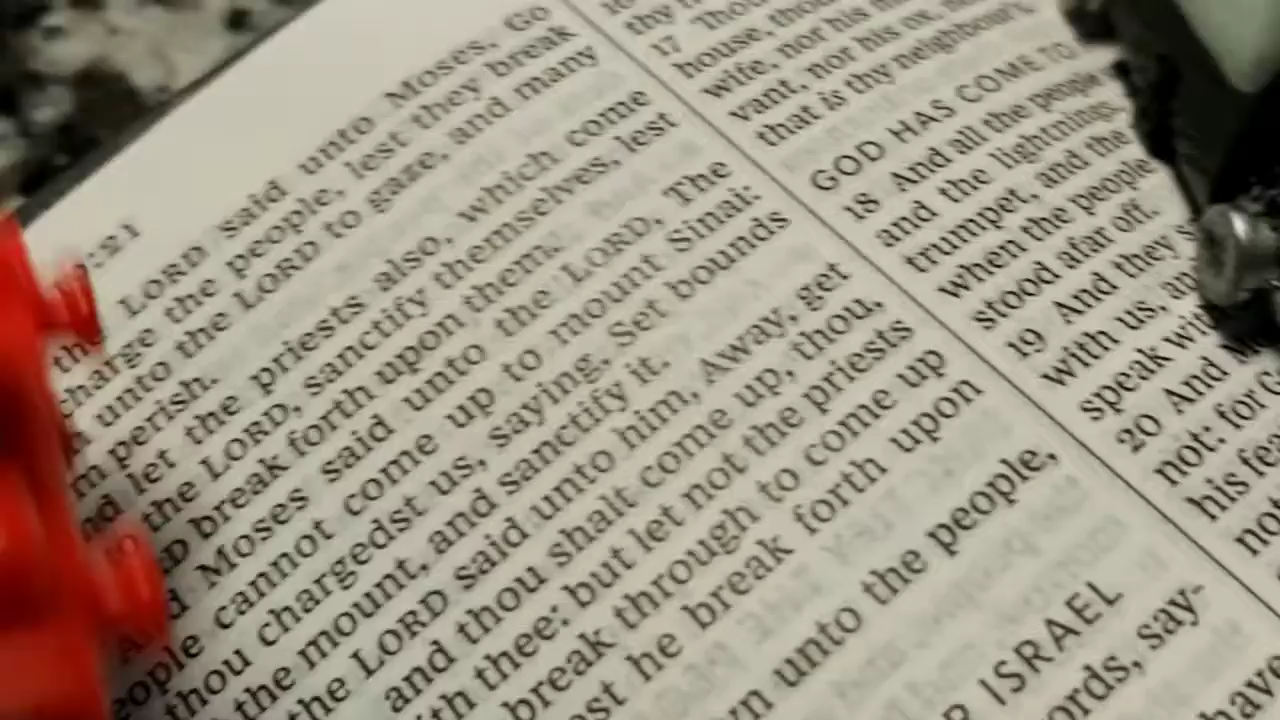 :21
LORD said unto Moses, Go
charge the people, lest they break
unto the LORD to gaze, and many
perish.
let the priests also, which come
the LORD, sanctify themselves, lest
break forth upon them.
Moses said unto the LORD, The
cannot come up to mount Sinai:
thou chargedst us, saying, Set bounds
the mount, and sanctify it.
the LORD said unto him, Away, get
and thou shalt come up, thou,
thee: but let not the priests
break through to come up
he break forth upon
unto the people,
ISRAEL
say-
have
17 Thou
house, thou
wife, nor his
vant, nor his ox, nor
that is thy neighbour's.
GOD HAS COME TO
18 And all the people
and the lightnings,
trumpet, and the
when the people
stood afar off.
19 And they
with us, and
speak
20 And
not: for
his